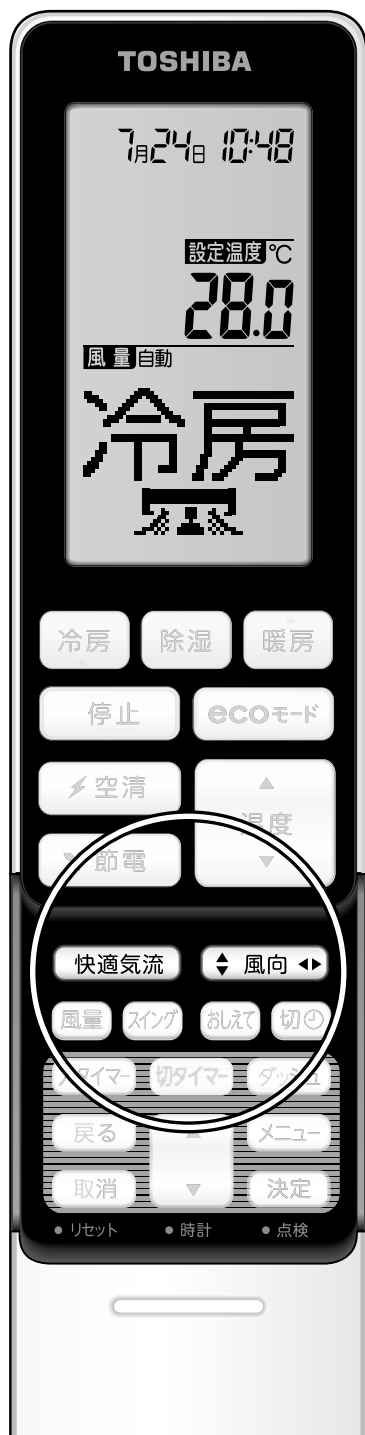 TOSHIBA
7月24日 10:48
設定温度 ℃
28.0
風量 自動
冷房
冷房 除湿 暖房
停止 ecoモード
空清
▲
温度
節電
▼
快適気流 ▲▼ 風向 ◀▶
風量 スイング おしえて 切
入タイマー 切タイマー ダッシュ
戻る ▲ メニュー
取消 ▼ 決定
● リセット ● 時計 ● 点検